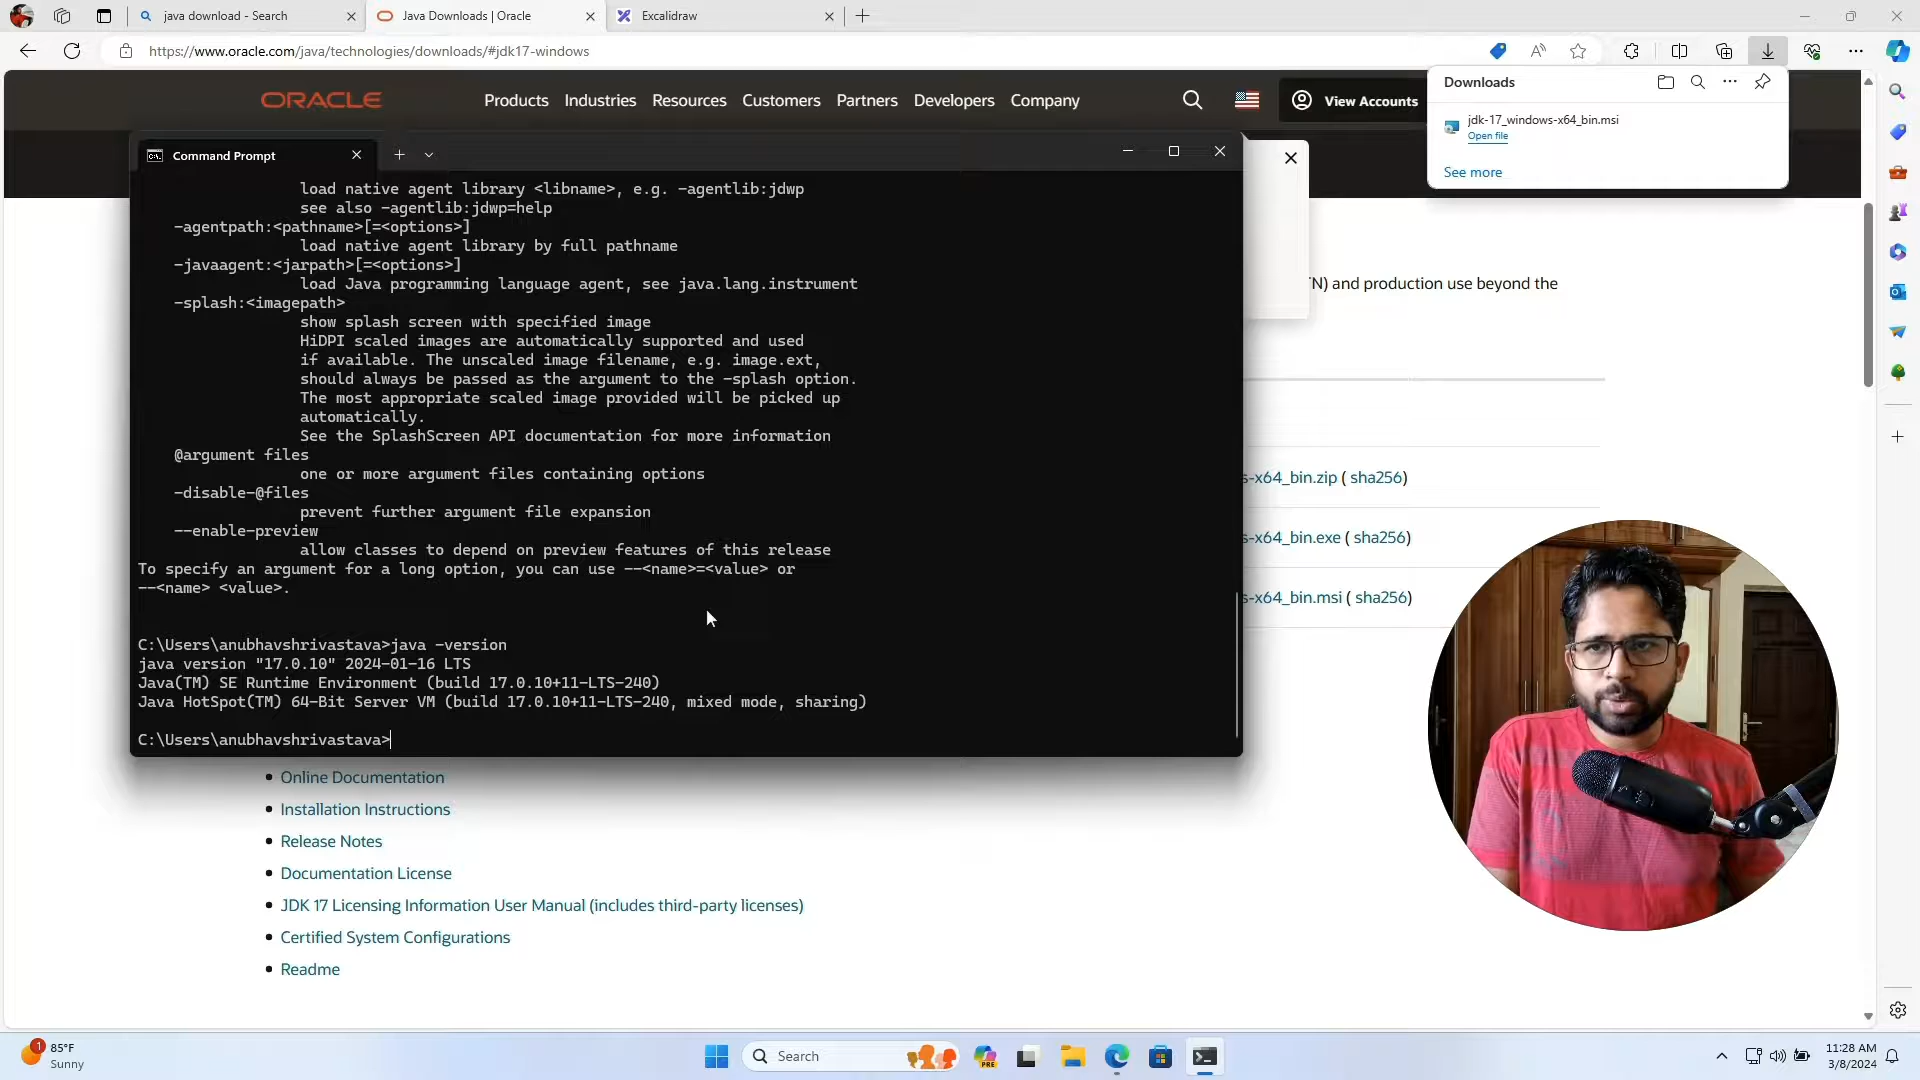 java download - Search
Java Downloads | Oracle
Excalidraw
https://www.oracle.com/java/technologies/downloads/#jdk17-windows
ORACLE
Products
Industries
Resources
Customers
Partners
Developers
Company
View Accounts
Downloads
jdk-17_windows-x64_bin.msi
Open file
See more
Command Prompt
load native agent library <libname>, e.g. -agentlib:jdwp
see also -agentlib:jdwp=help
-agentpath:<pathname>[=<options>]
load native agent library by full pathname
-javaagent:<jarpath>[=<options>]
load Java programming language agent, see java.lang.instrument
-splash:<imagepath>
show splash screen with specified image
HiDPI scaled images are automatically supported and used
if available. The unscaled image filename, e.g. image.ext,
should always be passed as the argument to the -splash option.
The most appropriate scaled image provided will be picked up
automatically.
See the SplashScreen API documentation for more information
@argument files
one or more argument files containing options
-disable-@files
prevent further argument file expansion
--enable-preview
allow classes to depend on preview features of this release
To specify an argument for a long option, you can use --<name>=<value> or
--<name> <value>.
C:\Users\anubhavshrivastava>java -version
java version "17.0.10" 2024-01-16 LTS
Java(TM) SE Runtime Environment (build 17.0.10+11-LTS-240)
Java HotSpot(TM) 64-Bit Server VM (build 17.0.10+11-LTS-240, mixed mode, sharing)
C:\Users\anubhavshrivastava>
N) and production use beyond the
s-x64_bin.zip ( sha256)
s-x64_bin.exe ( sha256)
s-x64_bin.msi ( sha256)
Online Documentation
Installation Instructions
Release Notes
Documentation License
JDK 17 Licensing Information User Manual (includes third-party licenses)
Certified System Configurations
Readme
1
85°F
Sunny
Search
PRE
11:28 AM
3/8/2024